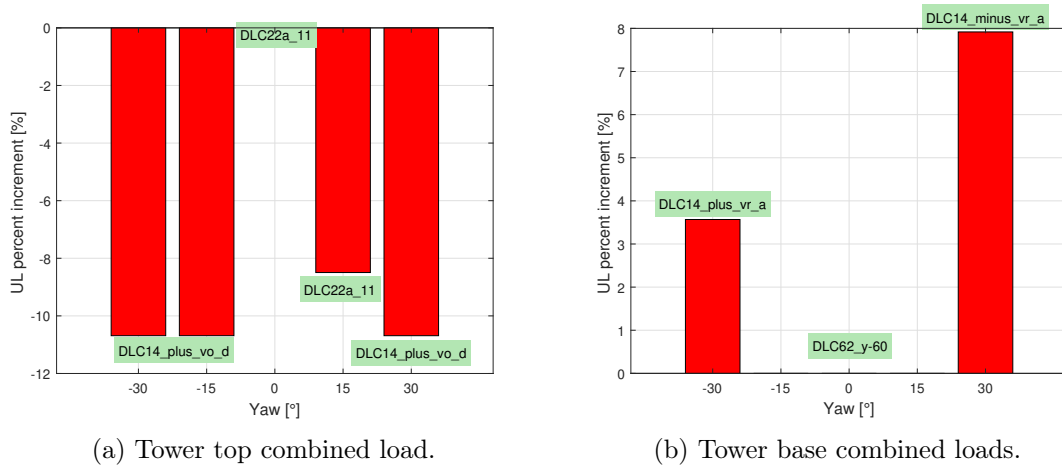 DLC22a_11
0
-2
-4
-6
-8
-10
-12
UL percent increment [%]
DLC22a_11
DLC14_plus_vo_d
DLC14_plus_vo_d
-30 -15 0 15 30
Yaw [°]
(a) Tower top combined load.
DLC14_minus_vr_a
8
7
6
5
4
3
2
1
0
UL percent increment [%]
DLC14_plus_vr_a
DLC62_y-60
-30 -15 0 15 30
Yaw [°]
(b) Tower base combined loads.